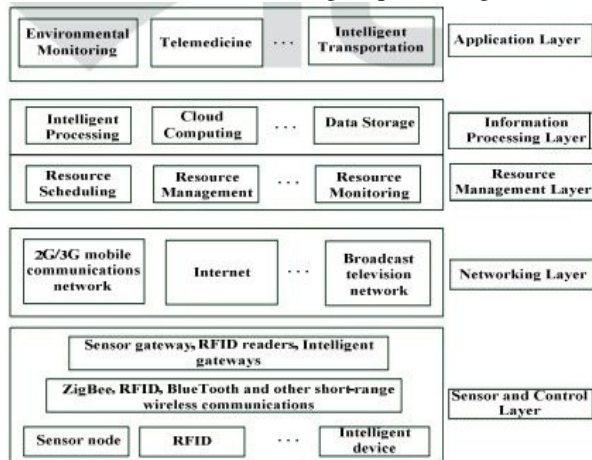 Environmental
Monitoring
Telemedicine
...
Intelligent
Transportation
Application Layer
Intelligent
Processing
Cloud
Computing
...
Data Storage
Information
Processing Layer
Resource
Scheduling
Resource
Management
...
Resource
Monitoring
Resource
Management Layer
2G/3G mobile
communications
network
Internet
...
Broadcast
television
network
Networking Layer
Sensor gateway, RFID readers, Intelligent
gateways
ZigBee, RFID, BlueTooth and other short-range
wireless communications
Sensor node
RFID
...
Intelligent
device
Sensor and Control
Layer